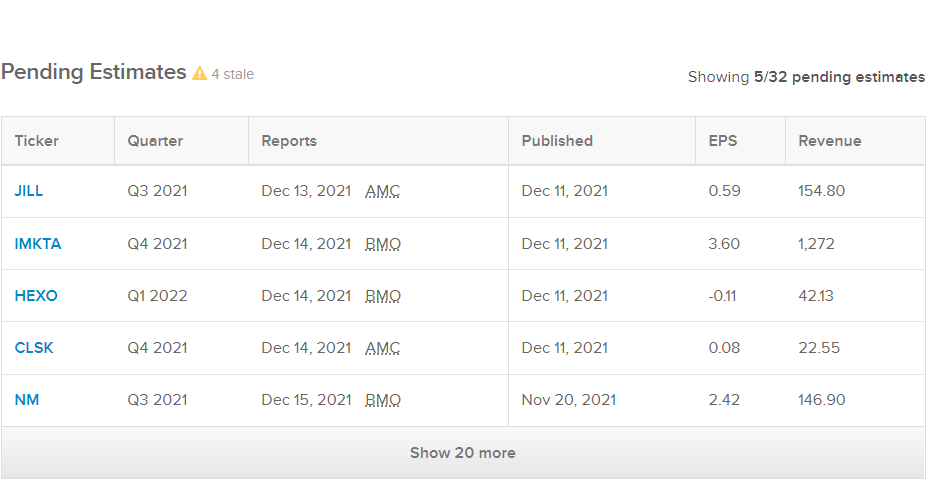 Pending Estimates 4 stale
Showing 5/32 pending estimates
Ticker Quarter Reports Published EPS Revenue
JILL Q3 2021 Dec 13, 2021 AMC Dec 11, 2021 0.59 154.80
IMKTA Q4 2021 Dec 14, 2021 BMO Dec 11, 2021 3.60 1,272
HEXO Q1 2022 Dec 14, 2021 BMO Dec 11, 2021 -0.11 42.13
CLSK Q4 2021 Dec 14, 2021 AMC Dec 11, 2021 0.08 22.55
NM Q3 2021 Dec 15, 2021 BMO Nov 20, 2021 2.42 146.90
Show 20 more